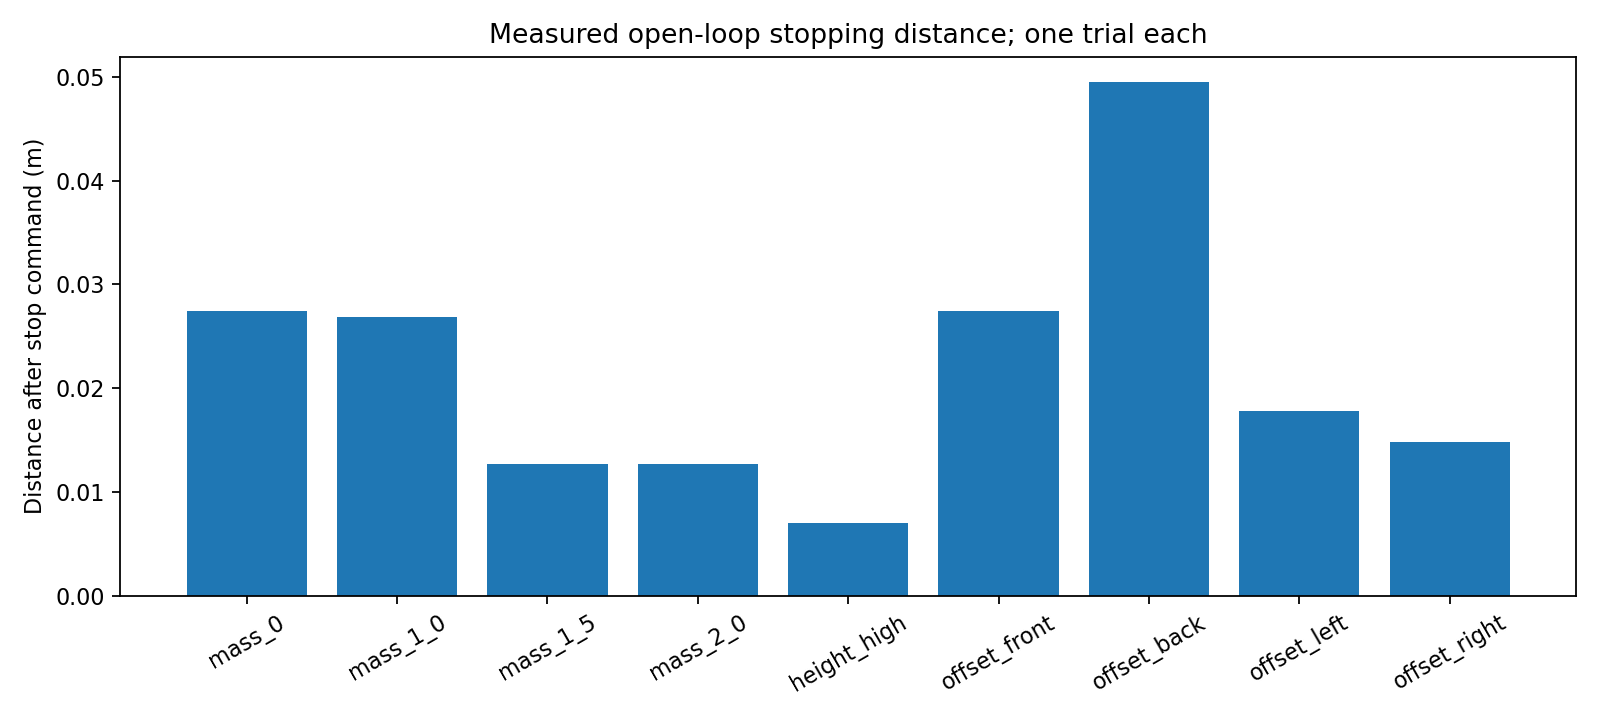 Measured open-loop stopping distance; one trial each
Distance after stop command (m)
0.05
0.04
0.03
0.02
0.01
0.00
mass_0
mass_1_0
mass_1_5
mass_2_0
height_high
offset_front
offset_back
offset_left
offset_right